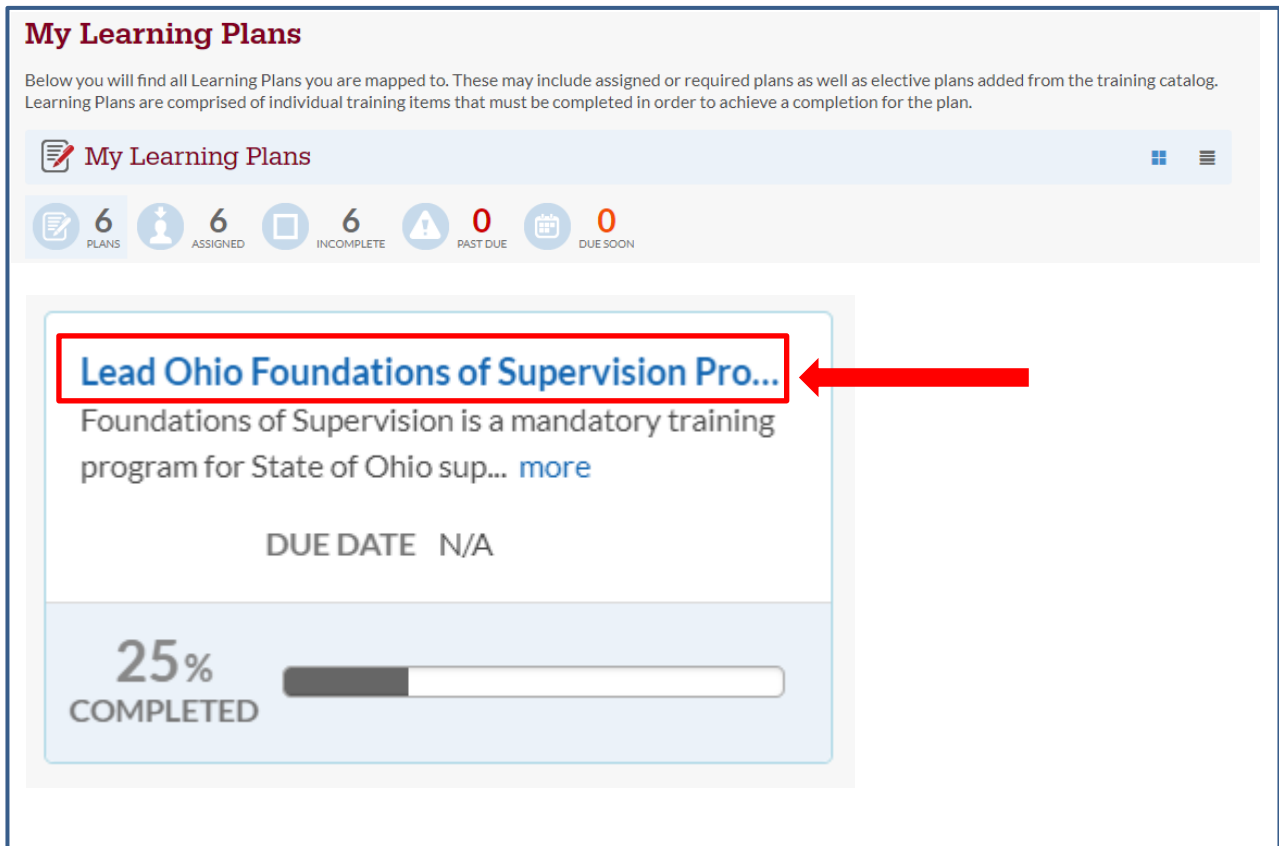 My Learning Plans
Below you will find all Learning Plans you are mapped to. These may include assigned or required plans as well as elective plans added from the training catalog.
Learning Plans are comprised of individual training items that must be completed in order to achieve a completion for the plan.
My Learning Plans
6 PLANS 6 ASSIGNED 6 INCOMPLETE 0 PAST DUE 0 DUE SOON
Lead Ohio Foundations of Supervision Pro...
Foundations of Supervision is a mandatory training
program for State of Ohio sup... more
DUE DATE N/A
25%
COMPLETED